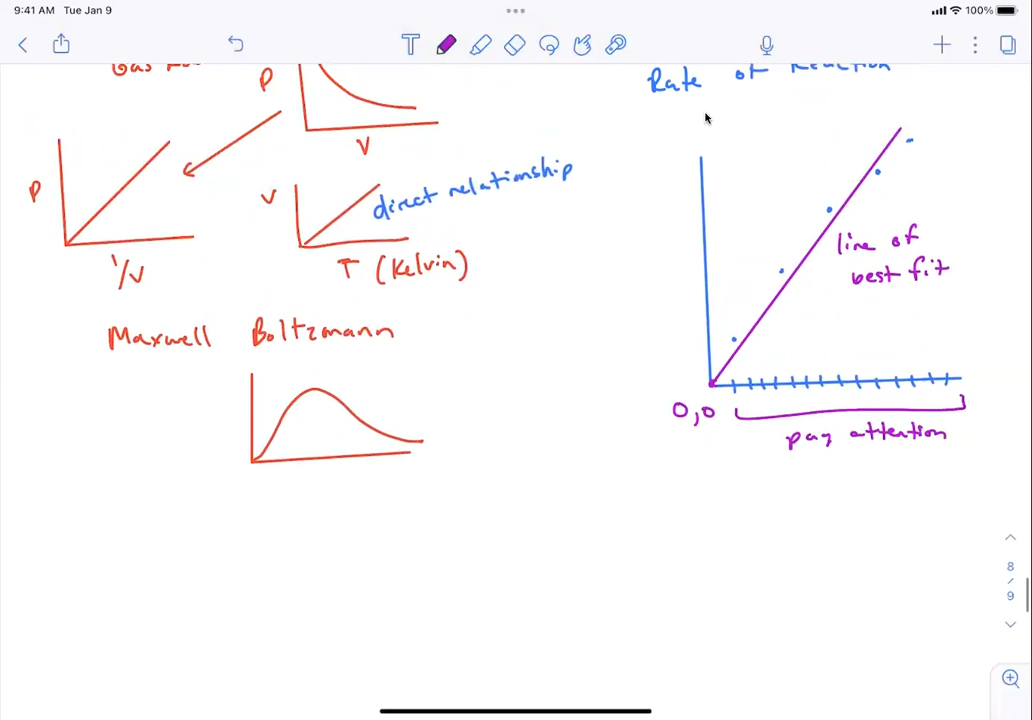 9:41 AM Tue Jan 9
100%
T
Gas
P
V
Rate of Reaction
P
1/V
V
direct relationship
T (Kelvin)
line of
best fit
Maxwell Boltzmann
0,0
pay attention
8
/
9